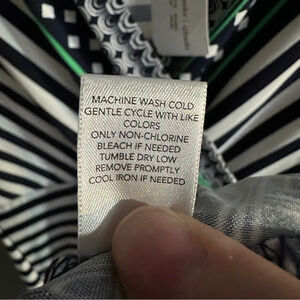 MACHINE WASH COLD
GENTLE CYCLE WITH LIKE
COLORS
ONLY NON-CHLORINE
BLEACH IF NEEDED
TUMBLE DRY LOW
REMOVE PROMPTLY
COOL IRON IF NEEDED